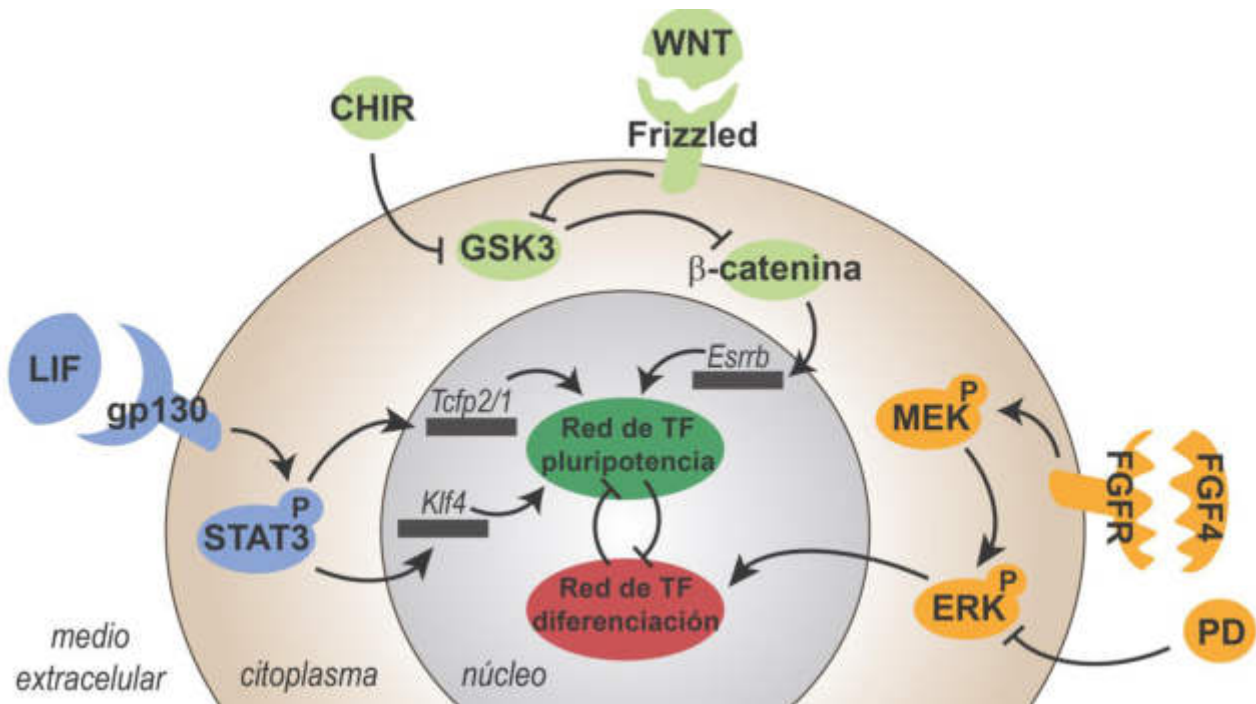 WNT
CHIR
Frizzled
GSK3
β-catenina
LIF
gp130
Tcfp2/1
Esrrb
Red de TF
pluripotencia
P
MEK
FGFR
FGF4
P
STAT3
Klf4
Red de TF
diferenciación
P
ERK
PD
medio
extracelular
citoplasma
núcleo